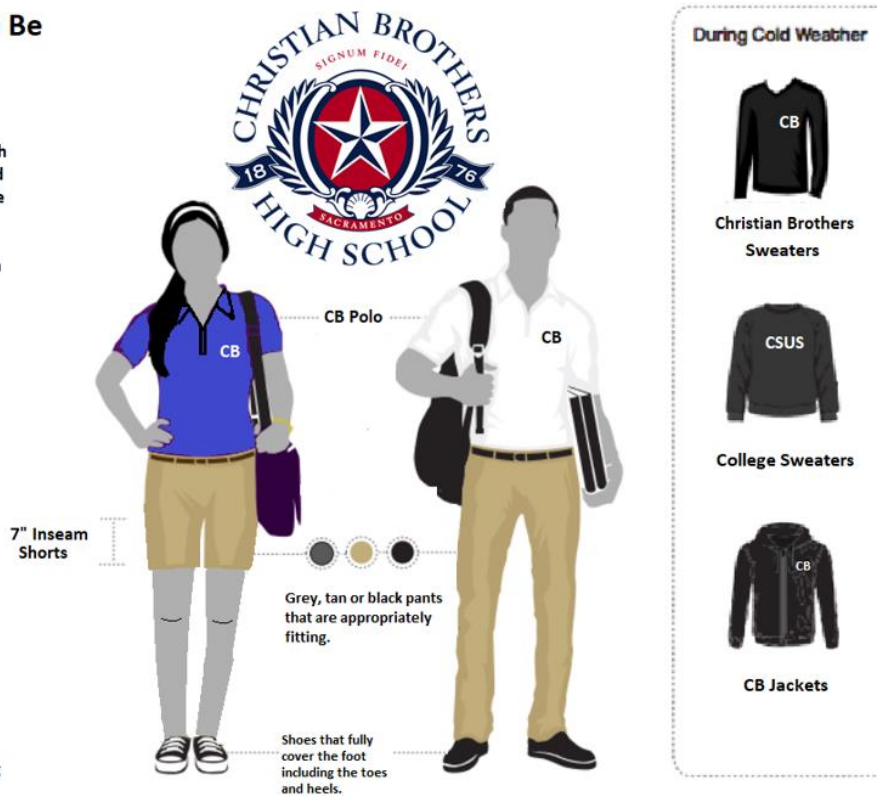 Be
CHRISTIAN BROTHERS
SIGNUM FIDEI
18 76
SACRAMENTO
HIGH SCHOOL
During Cold Weather
CB
Christian Brothers
Sweaters
CB Polo
CB
CB
CSUS
College Sweaters
7" Inseam
Shorts
Grey, tan or black pants
that are appropriately
fitting.
CB
CB Jackets
Shoes that fully
cover the foot
including the toes
and heels.